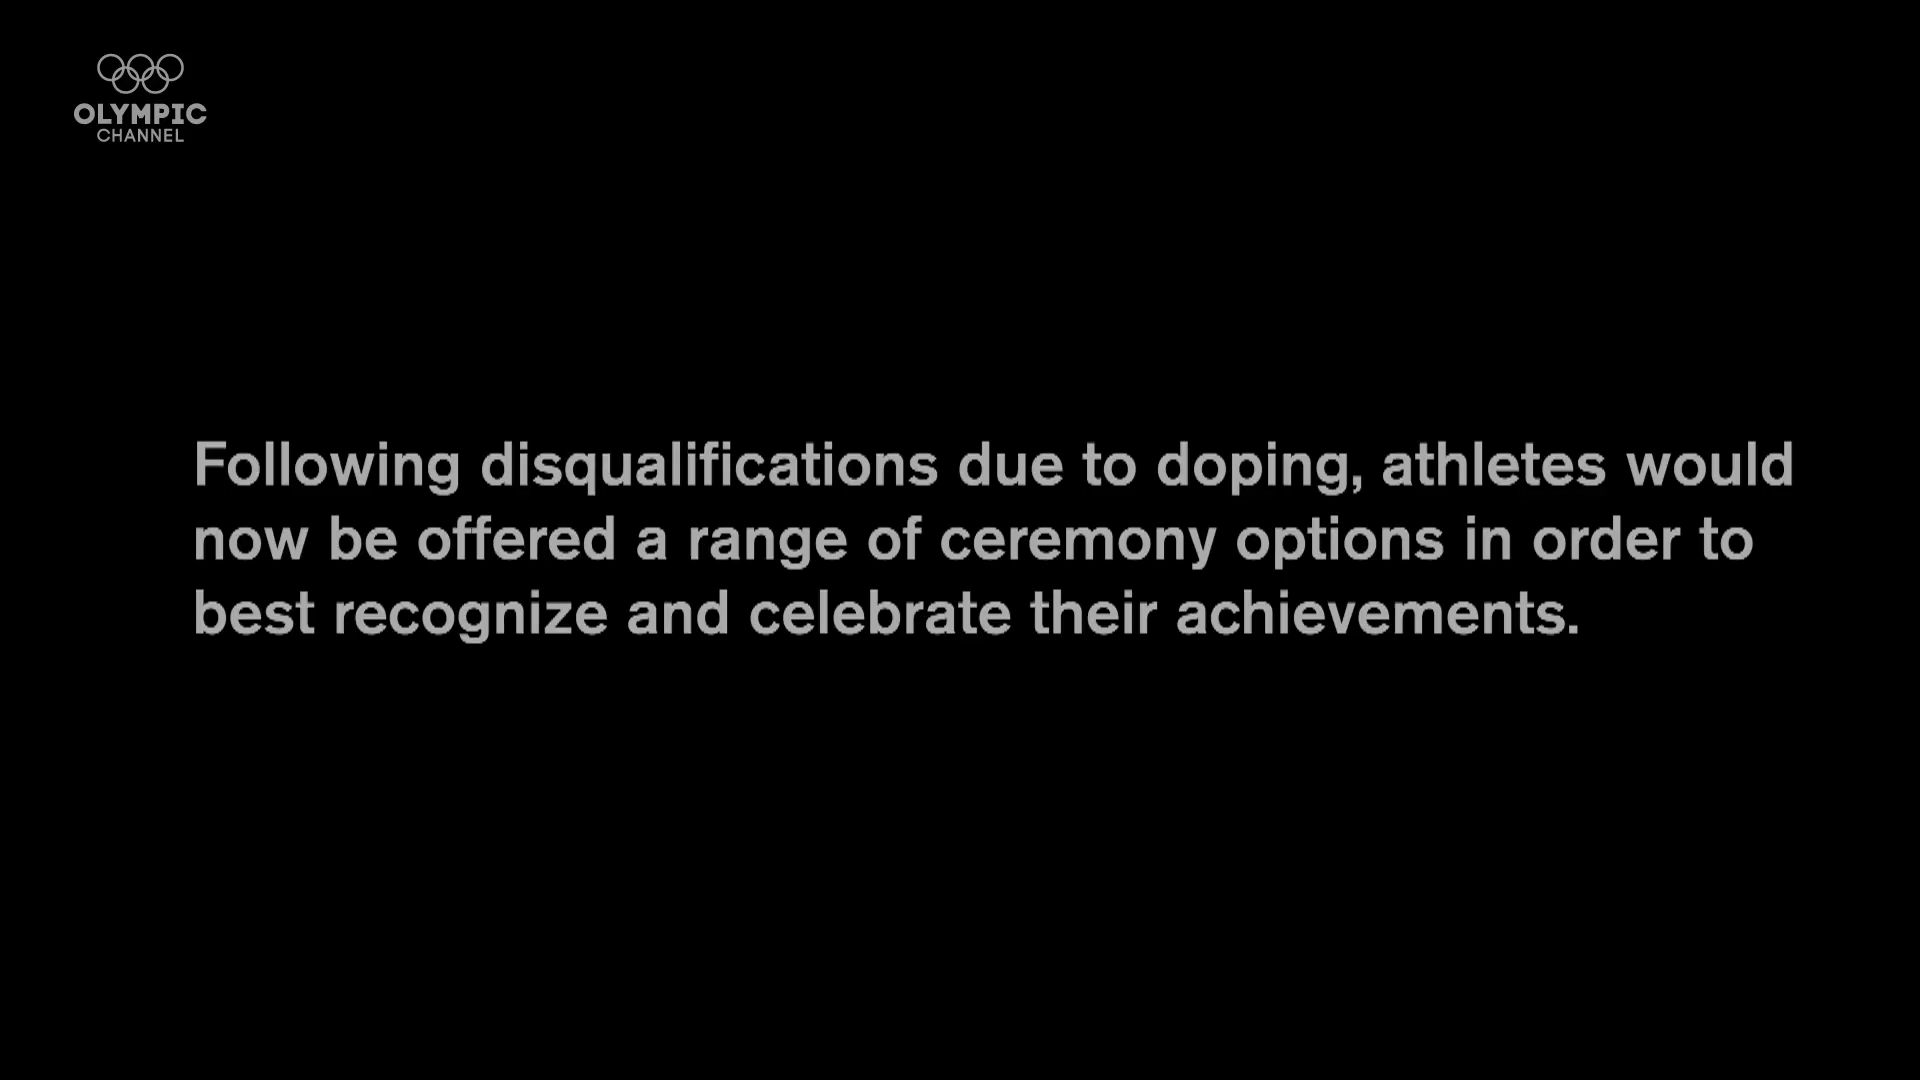 OLYMPIC
CHANNEL
Following disqualifications due to doping, athletes would
now be offered a range of ceremony options in order to
best recognize and celebrate their achievements.